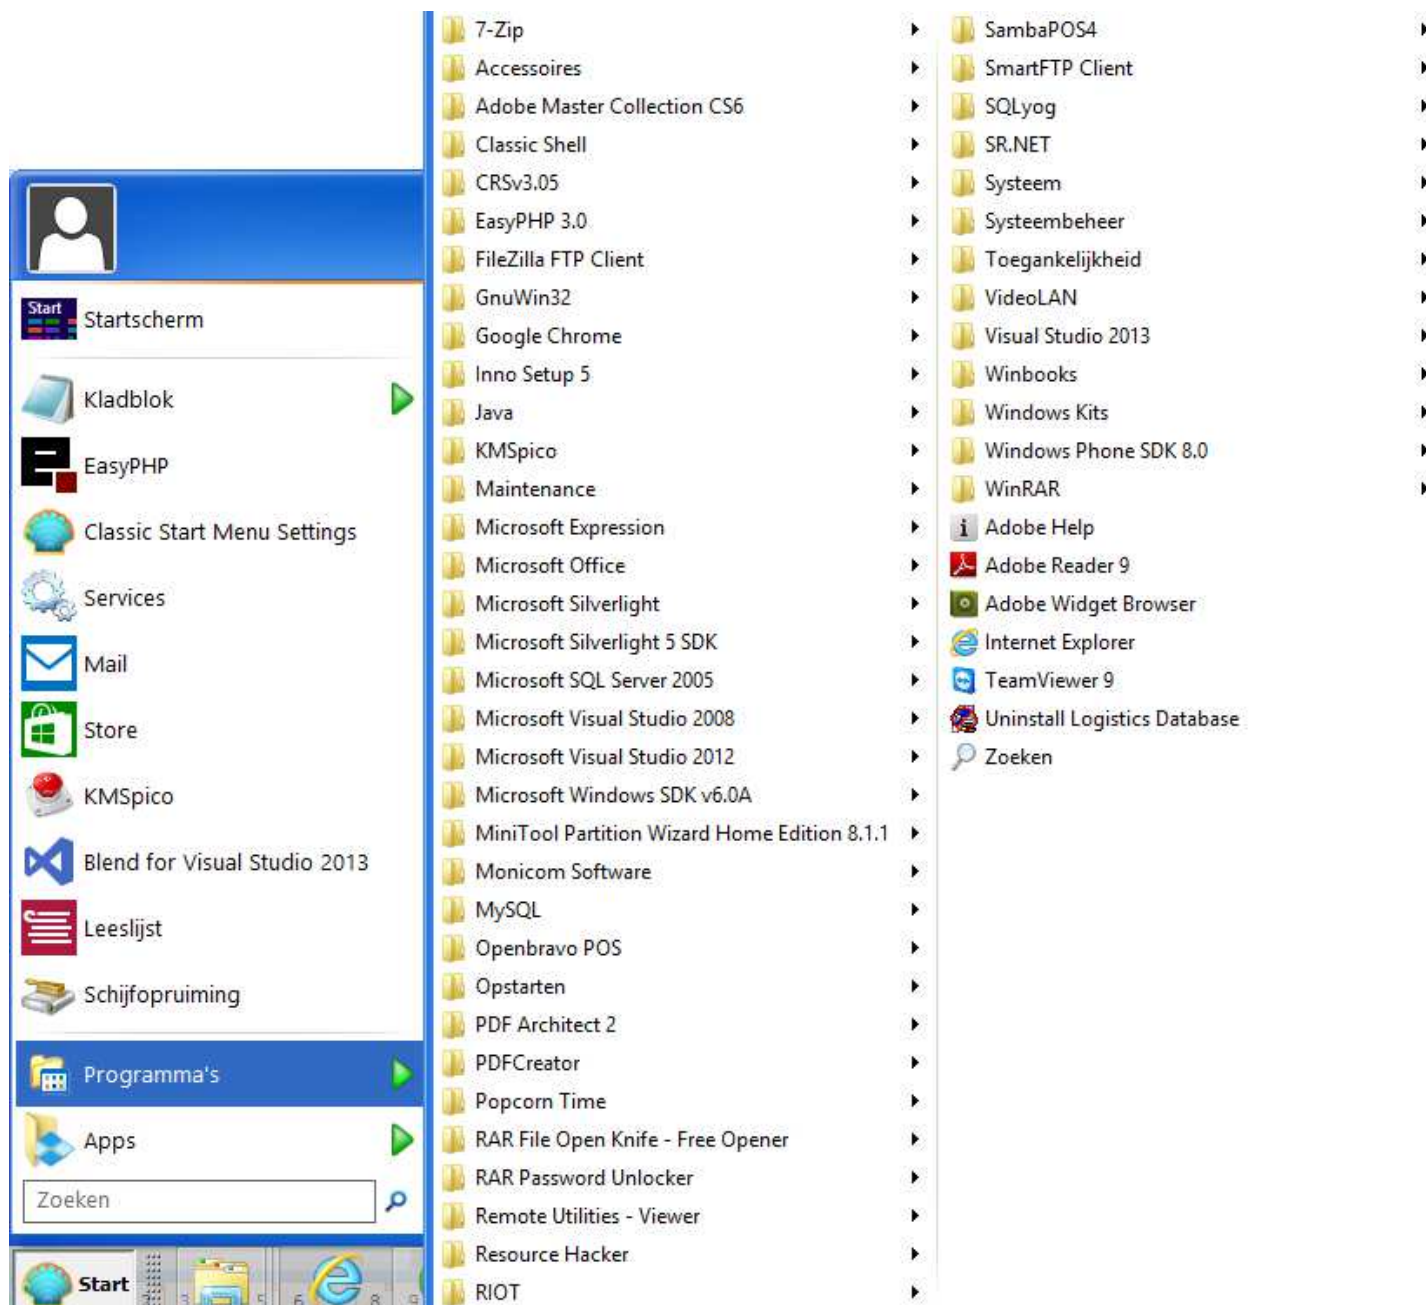 Start
Startscherm
Kladblok
EasyPHP
Classic Start Menu Settings
Services
Mail
Store
KMSpico
Blend for Visual Studio 2013
Leeslijst
Schijfopruiming
Programma's
Apps
Zoeken
Start
3
5
6
8
9
7-Zip
Accessoires
Adobe Master Collection CS6
Classic Shell
CRSv3.05
EasyPHP 3.0
FileZilla FTP Client
GnuWin32
Google Chrome
Inno Setup 5
Java
KMSpico
Maintenance
Microsoft Expression
Microsoft Office
Microsoft Silverlight
Microsoft Silverlight 5 SDK
Microsoft SQL Server 2005
Microsoft Visual Studio 2008
Microsoft Visual Studio 2012
Microsoft Windows SDK v6.0A
MiniTool Partition Wizard Home Edition 8.1.1
Monicom Software
MySQL
Openbravo POS
Opstarten
PDF Architect 2
PDFCreator
Popcorn Time
RAR File Open Knife - Free Opener
RAR Password Unlocker
Remote Utilities - Viewer
Resource Hacker
RIOT
SambaPOS4
SmartFTP Client
SQLyog
SR.NET
Systeem
Systeembeheer
Toegankelijkheid
VideoLAN
Visual Studio 2013
Winbooks
Windows Kits
Windows Phone SDK 8.0
WinRAR
Adobe Help
Adobe Reader 9
Adobe Widget Browser
Internet Explorer
TeamViewer 9
Uninstall Logistics Database
Zoeken